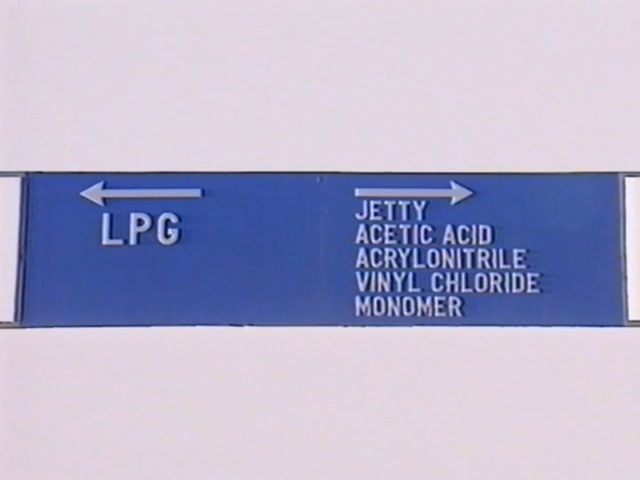 LPG
JETTY
ACETIC ACID
ACRYLONITRILE
VINYL CHLORIDE
MONOMER